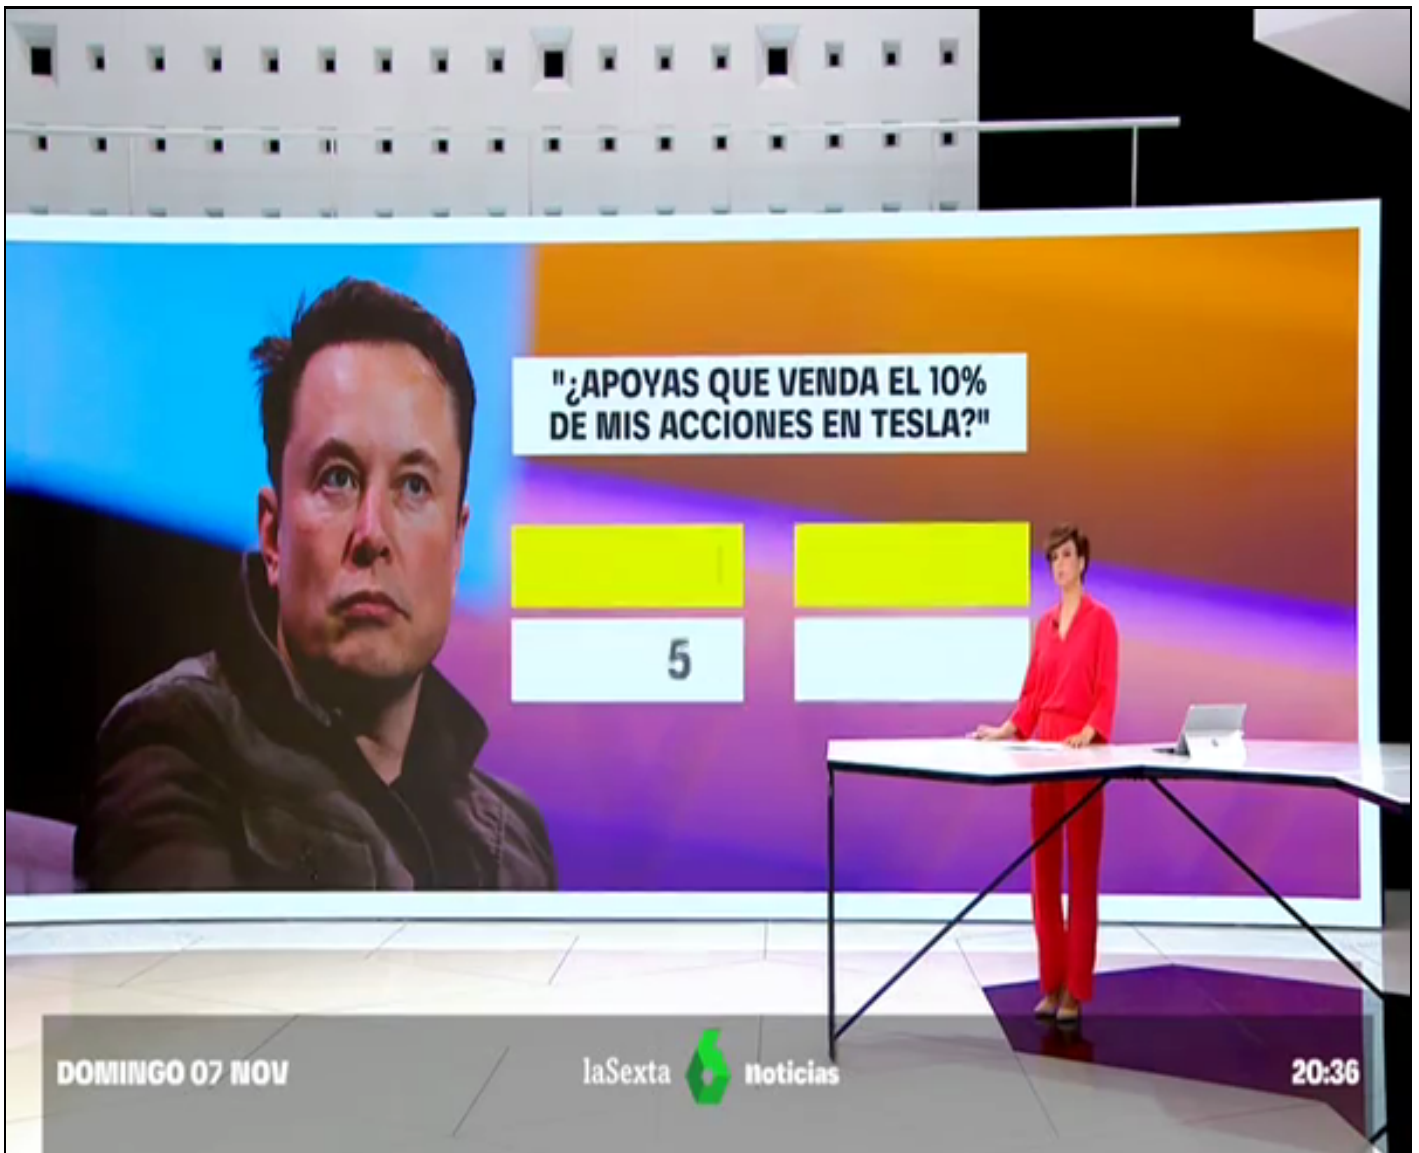 "¿APOYAS QUE VENDA EL 10%
DE MIS ACCIONES EN TESLA?"
5
DOMINGO 07 NOV
laSexta noticias
20:36